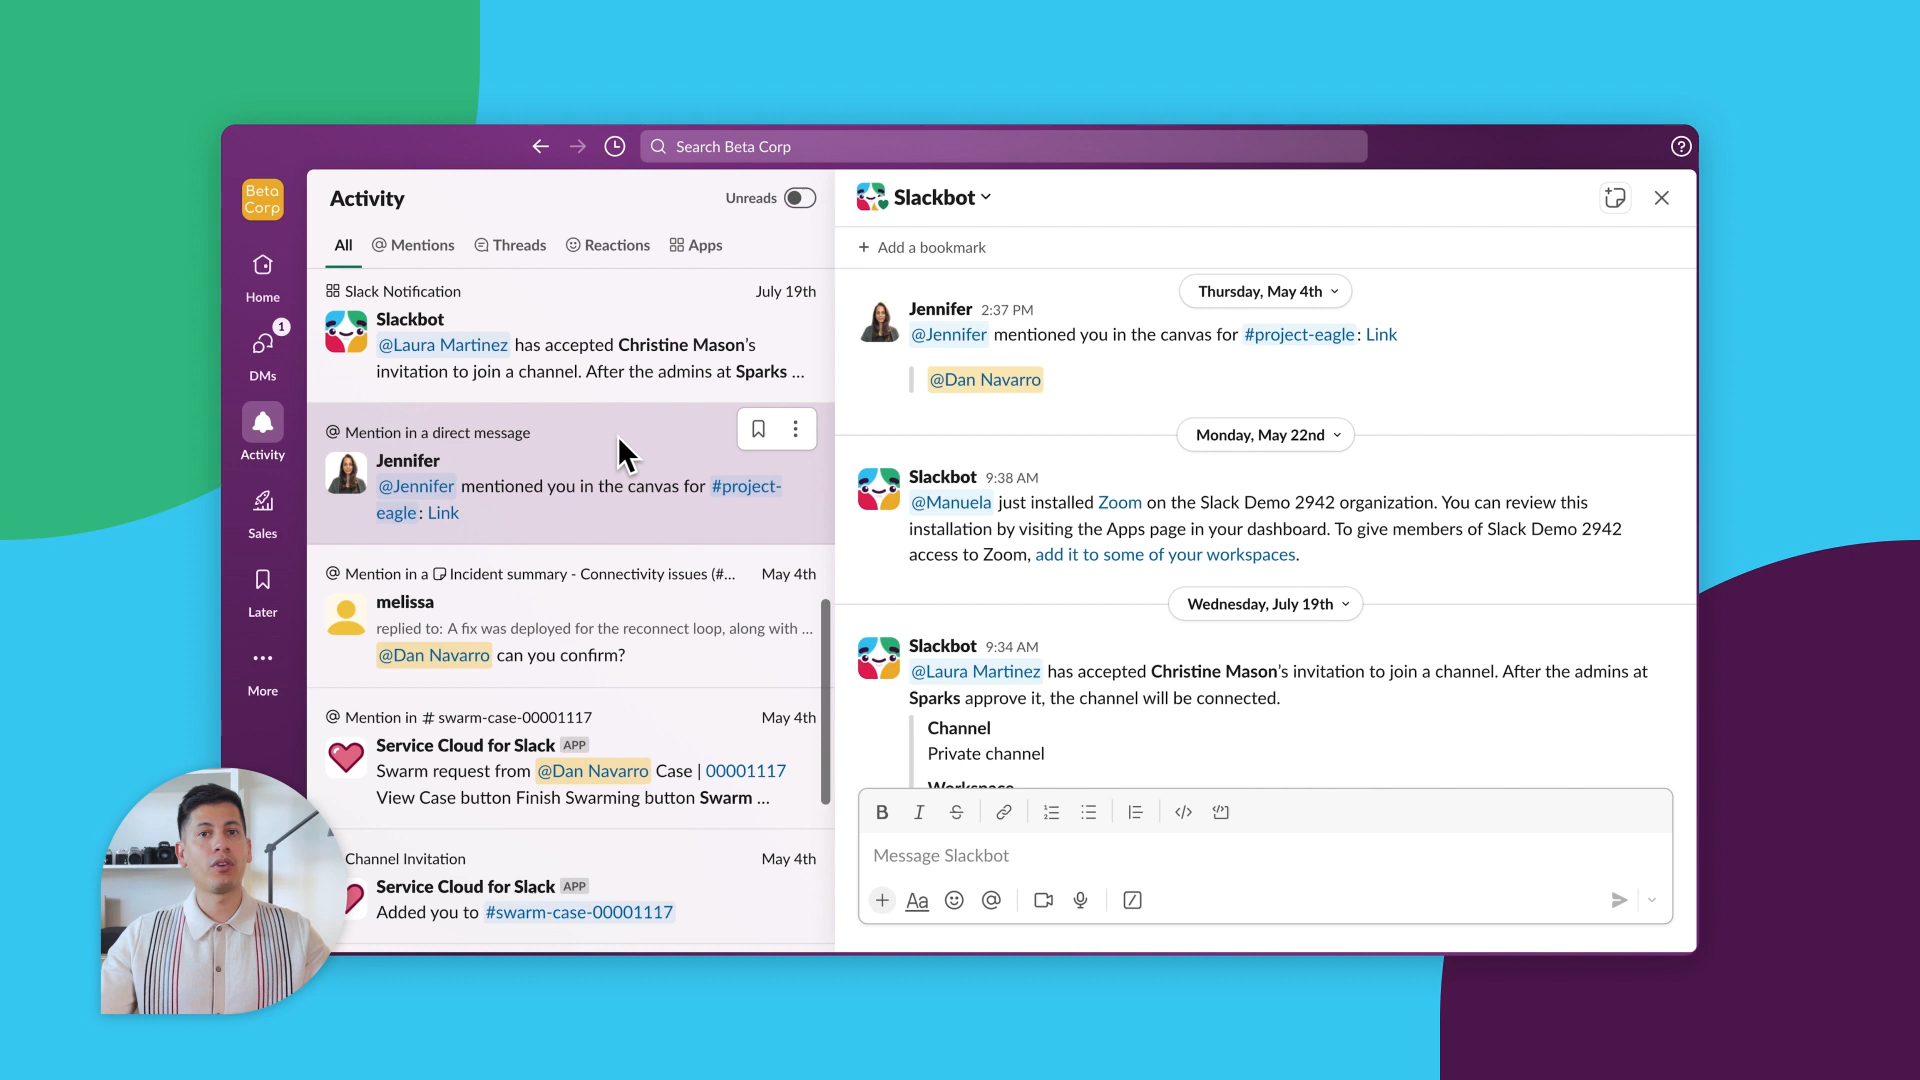 Search Beta Corp
Beta
Corp
Home
1
DMs
Activity
Sales
Later
More
Activity
Unreads
All
Mentions
Threads
Reactions
Apps
Slack Notification
July 19th
Slackbot
@Laura Martinez has accepted Christine Mason’s
invitation to join a channel. After the admins at Sparks ...
@ Mention in a direct message
Jennifer
@Jennifer mentioned you in the canvas for #project-
eagle: Link
@ Mention in a Incident summary - Connectivity issues (#...
May 4th
melissa
replied to: A fix was deployed for the reconnect loop, along with ...
@Dan Navarro can you confirm?
@ Mention in # swarm-case-00001117
May 4th
Service Cloud for Slack APP
Swarm request from @Dan Navarro Case | 00001117
View Case button Finish Swarming button Swarm ...
Channel Invitation
May 4th
Service Cloud for Slack APP
Added you to #swarm-case-00001117
Slackbot
+ Add a bookmark
Thursday, May 4th
Jennifer 2:37 PM
@Jennifer mentioned you in the canvas for #project-eagle: Link
@Dan Navarro
Monday, May 22nd
Slackbot 9:38 AM
@Manuela just installed Zoom on the Slack Demo 2942 organization. You can review this
installation by visiting the Apps page in your dashboard. To give members of Slack Demo 2942
access to Zoom, add it to some of your workspaces.
Wednesday, July 19th
Slackbot 9:34 AM
@Laura Martinez has accepted Christine Mason’s invitation to join a channel. After the admins at
Sparks approve it, the channel will be connected.
Channel
Private channel
Workspace
B I S
Message Slackbot
+ Aa @